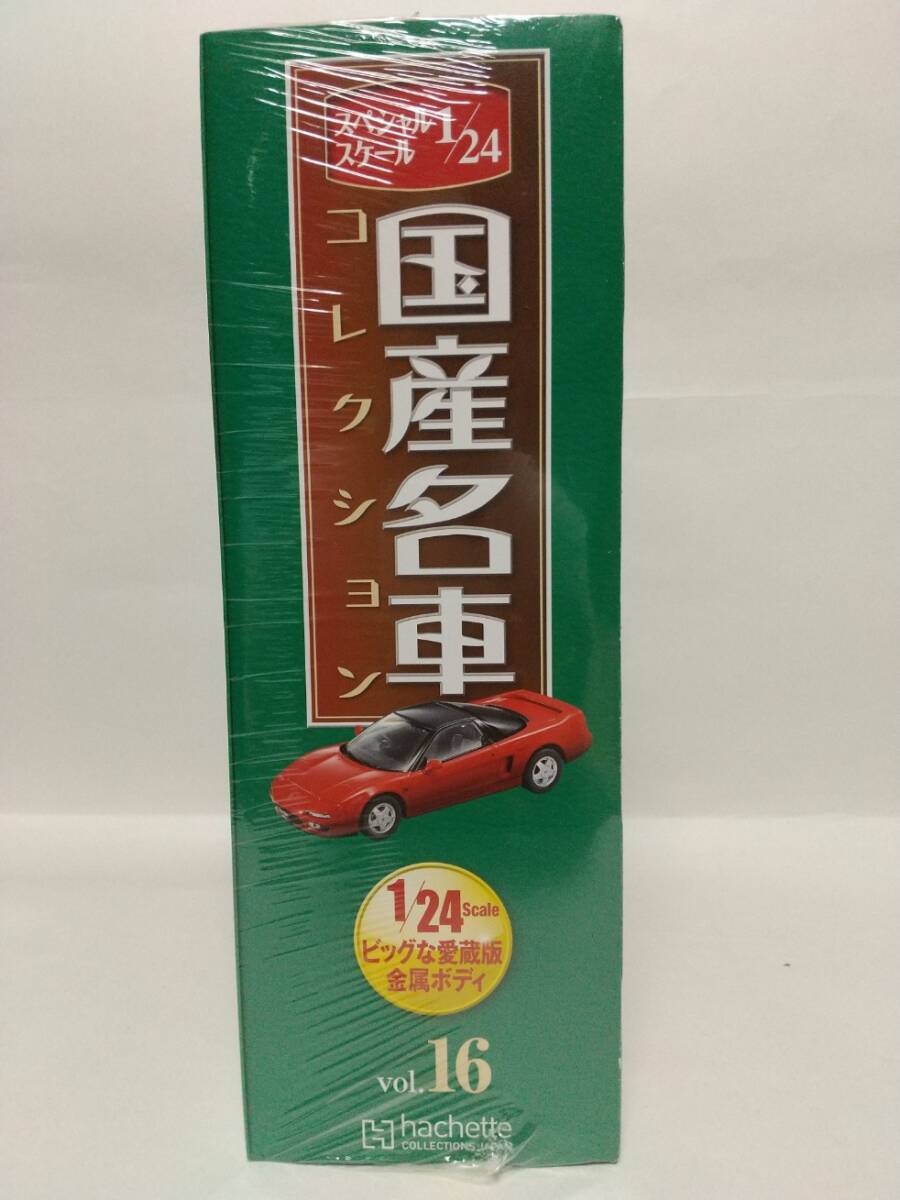 スペシャル
スケール
1/24
国産名車
コレクション
1/24 Scale
ビッグな愛蔵版
金属ボディ
vol.16
hachette
COLLECTIONS JAPAN